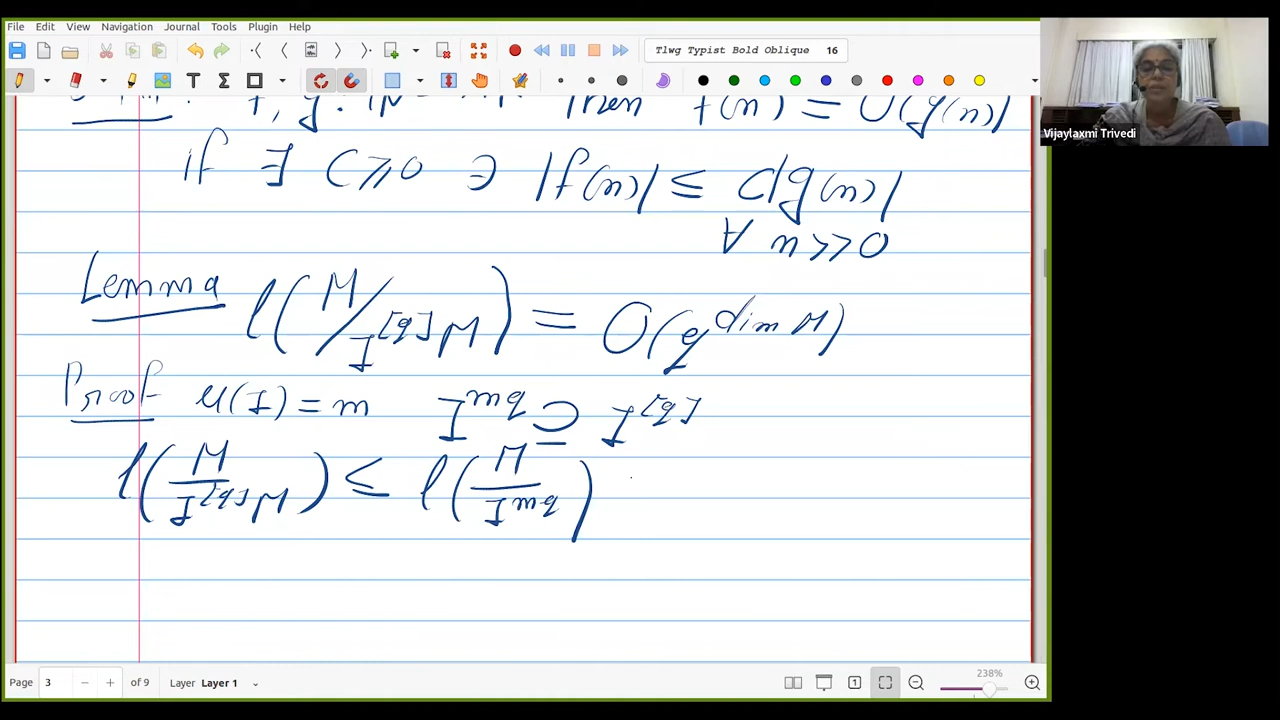 File Edit View Navigation Journal Tools Plugin Help
Tlwg Typist Bold Oblique 16
Vijaylaxmi Trivedi
f, g : Then f(n) = O(g(n)
if ∃ C ≥ 0 ∋ |f(n)| ≤ C|g(n)|
∀ n >> 0
Lemma l(M/I^[q]M) = O(q^dim M)
Proof μ(I) = m I^mq ⊇ I^[q]
l(M/I^[q]M) ≤ l(M/I^mq)
Page 3 of 9 Layer Layer 1 238%